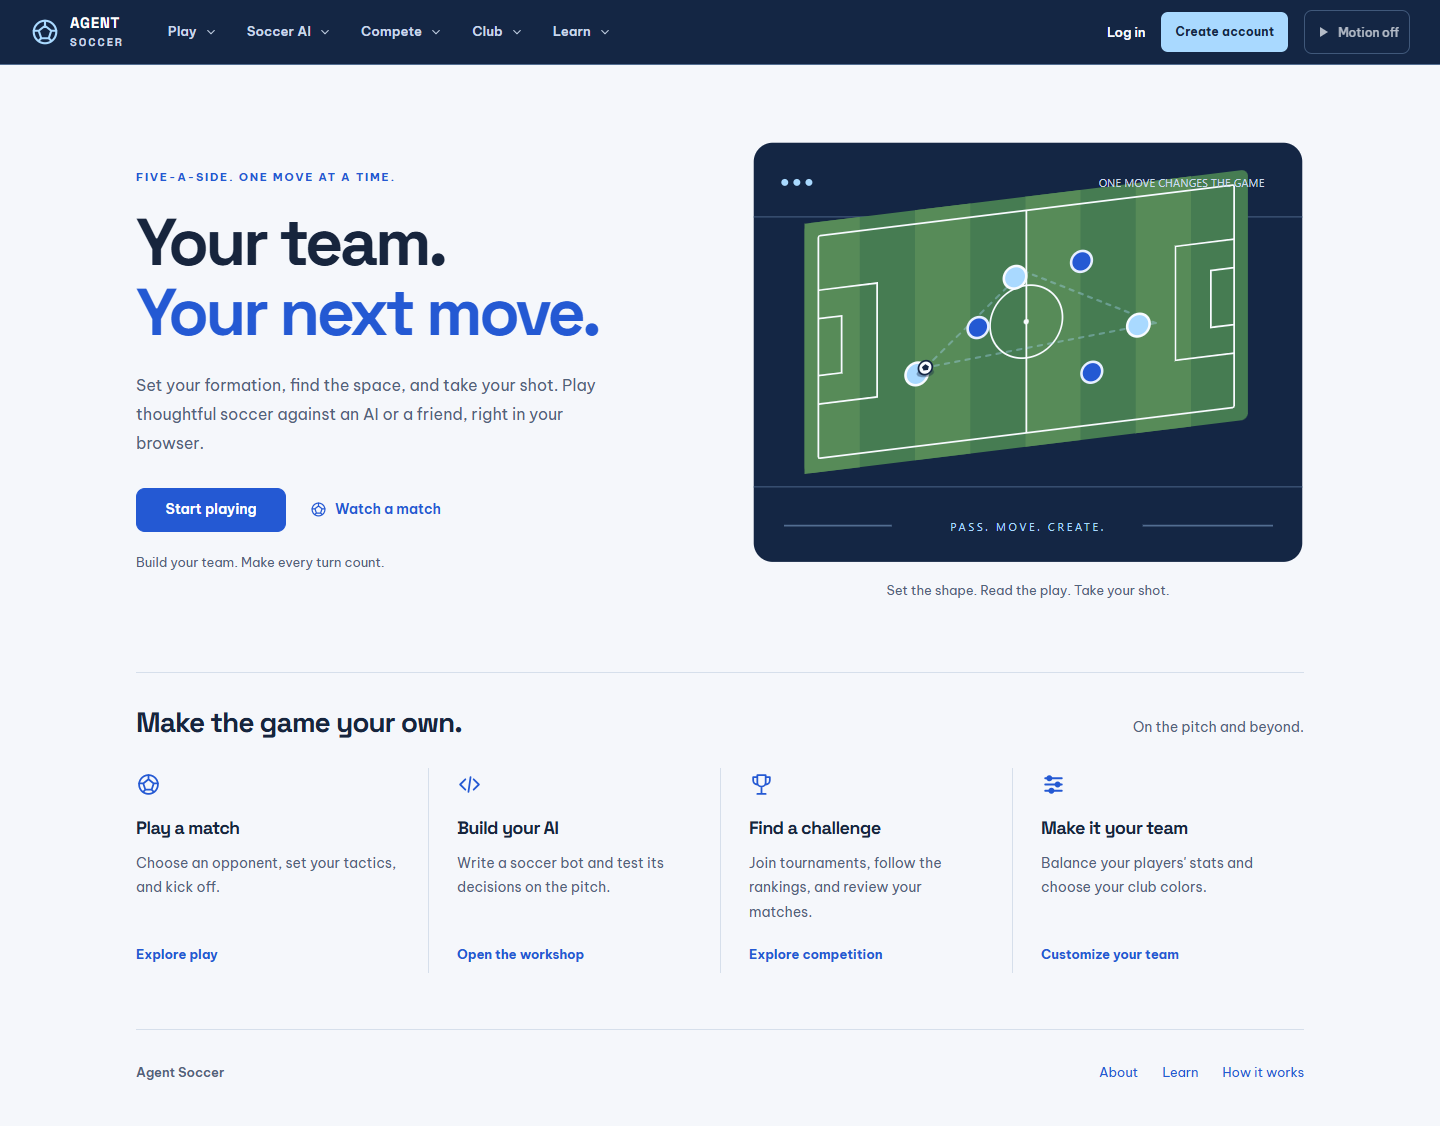 AGENT
SOCCER
Play
Soccer AI
Compete
Club
Learn
Log in
Create account
Motion off
FIVE-A-SIDE. ONE MOVE AT A TIME.
Your team.
Your next move.
Set your formation, find the space, and take your shot. Play
thoughtful soccer against an AI or a friend, right in your
browser.
Start playing
Watch a match
Build your team. Make every turn count.
ONE MOVE CHANGES THE GAME
PASS. MOVE. CREATE.
Set the shape. Read the play. Take your shot.
Make the game your own.
On the pitch and beyond.
Play a match
Choose an opponent, set your tactics,
and kick off.
Explore play
Build your AI
Write a soccer bot and test its
decisions on the pitch.
Open the workshop
Find a challenge
Join tournaments, follow the
rankings, and review your
matches.
Explore competition
Make it your team
Balance your players' stats and
choose your club colors.
Customize your team
Agent Soccer
About
Learn
How it works